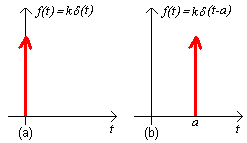 f(t) = kδ(t)
t
(a)
f(t) = kδ(t-a)
a
t
(b)